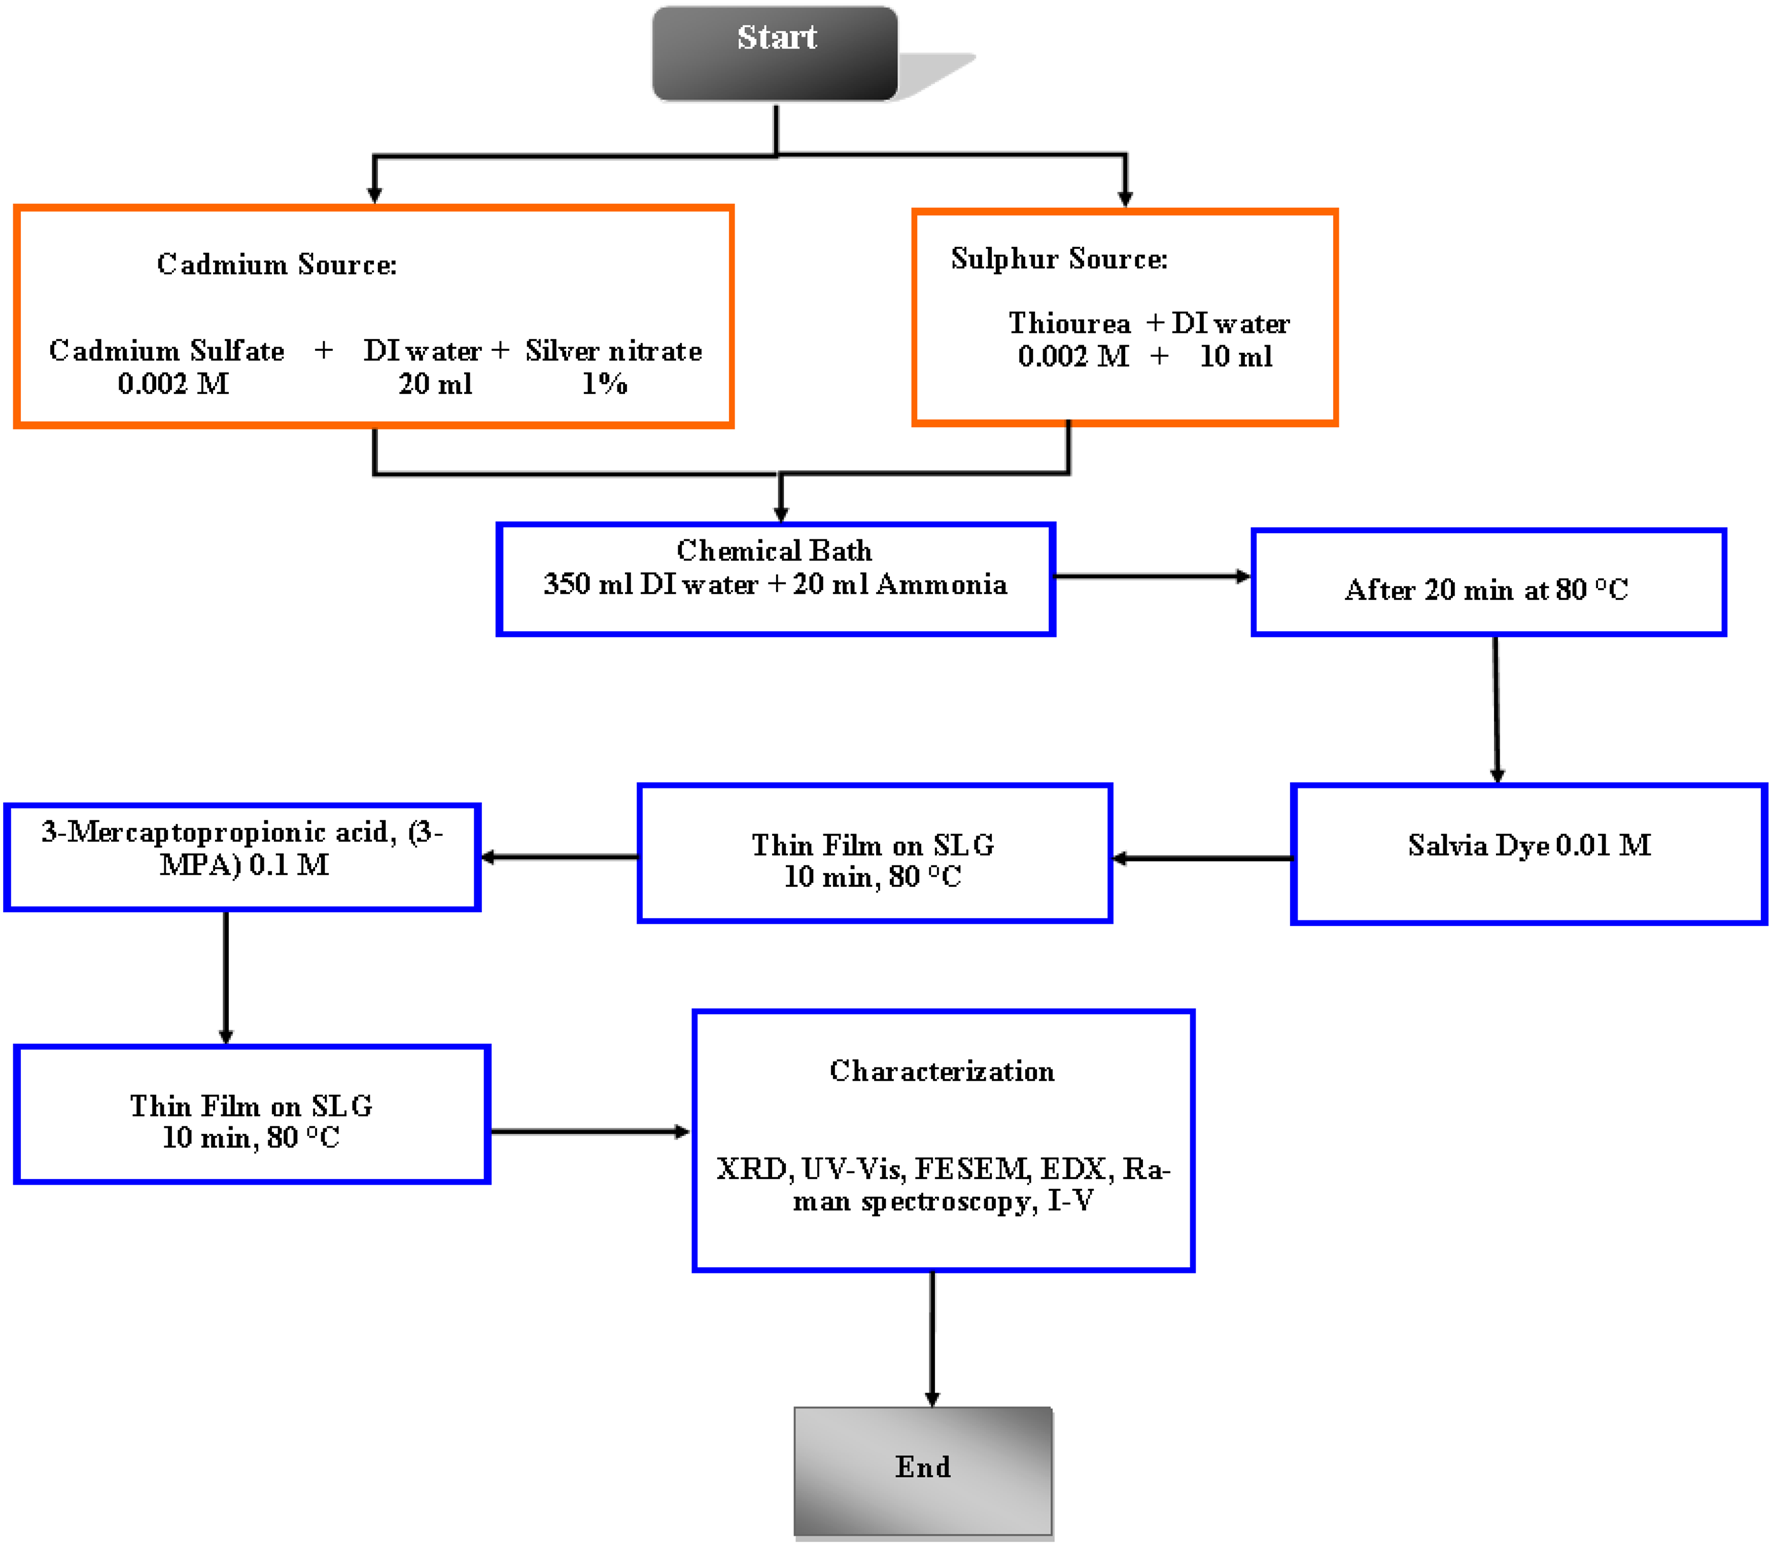 Start
Cadmium Source:
Cadmium Sulfate + DI water + Silver nitrate
0.002 M 20 ml 1%
Sulphur Source:
Thiourea + DI water
0.002 M + 10 ml
Chemical Bath
350 ml DI water + 20 ml Ammonia
After 20 min at 80 °C
Salvia Dye 0.01 M
Thin Film on SLG
10 min, 80 °C
3-Mercaptopropionic acid, (3-
MPA) 0.1 M
Thin Film on SLG
10 min, 80 °C
Characterization
XRD, UV-Vis, FESEM, EDX, Ra-
man spectroscopy, I-V
End